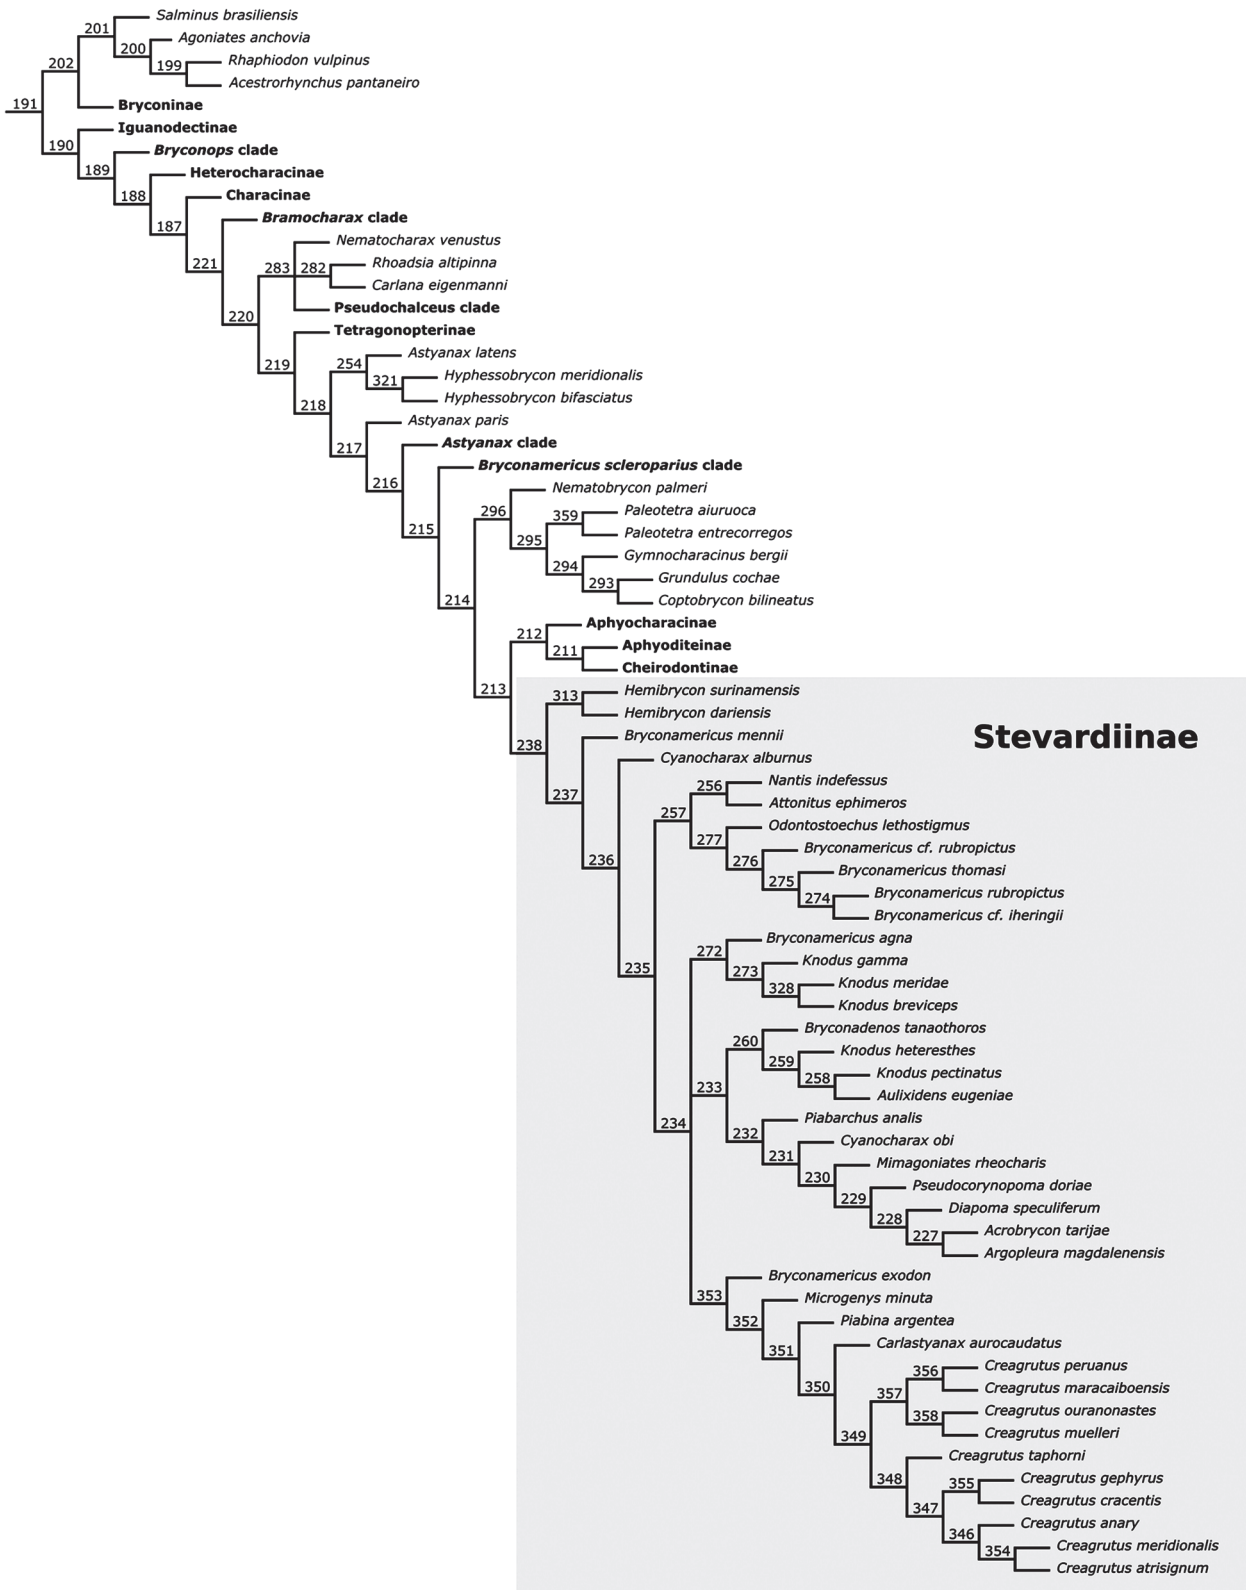 Salminus brasiliensis
201
Agoniates anchovia
200
Rhaphiodon vulpinus
202
199
Acestrorhynchus pantaneiro
191
Bryconinae
Iguanodectinae
190
Bryconops clade
189
Heterocharacinae
188
Characinae
187
Bramocharax clade
Nematocharax venustus
221
283
282
Rhoadsia altipinna
Carlana eigenmanni
Pseudochalceus clade
220
Tetragonopterinae
Astyanax latens
219
254
Hyphessobrycon meridionalis
321
Hyphessobrycon bifasciatus
218
Astyanax paris
Astyanax clade
217
Bryconamericus scleroparius clade
216
Nematobrycon palmeri
296
Paleotetra aiuruoca
359
215
Paleotetra entrecorregos
295
Gymnocharacinus bergii
294
Grundulus cochae
293
214
Coptobrycon bilineatus
Aphyocharacinae
212
Aphyoditeinae
211
Cheirodontinae
213
Hemibrycon surinamensis
313
Hemibrycon dariensis
Stevardiinae
238
Bryconamericus mennii
Cyanocharax alburnus
237
256
Nantis indefessus
257
Attonitus ephimeros
Odontostoechus lethostigmus
277
Bryconamericus cf. rubropictus
236
276
Bryconamericus thomasi
275
Bryconamericus rubropictus
274
Bryconamericus cf. iheringii
Bryconamericus agna
272
235
Knodus gamma
273
Knodus meridae
328
Knodus breviceps
Bryconadenos tanaothoros
260
Knodus heteresthes
259
Knodus pectinatus
258
233
Aulixidens eugeniae
Piabarchus analis
234
232
Cyanocharax obi
231
Mimagoniates rheocharis
230
Pseudocorynopoma doriae
229
Diapoma speculiferum
228
Acrobrycon tarijae
227
Argopleura magdalenensis
Bryconamericus exodon
353
Microgenys minuta
352
Piabina argentea
351
Carlastyanax aurocaudatus
Creagrutus peruanus
356
350
357
Creagrutus maracaiboensis
Creagrutus ouranonastes
358
349
Creagrutus muelleri
Creagrutus taphorni
348
Creagrutus gephyrus
355
Creagrutus cracentis
347
Creagrutus anary
346
Creagrutus meridionalis
354
Creagrutus atrisignum